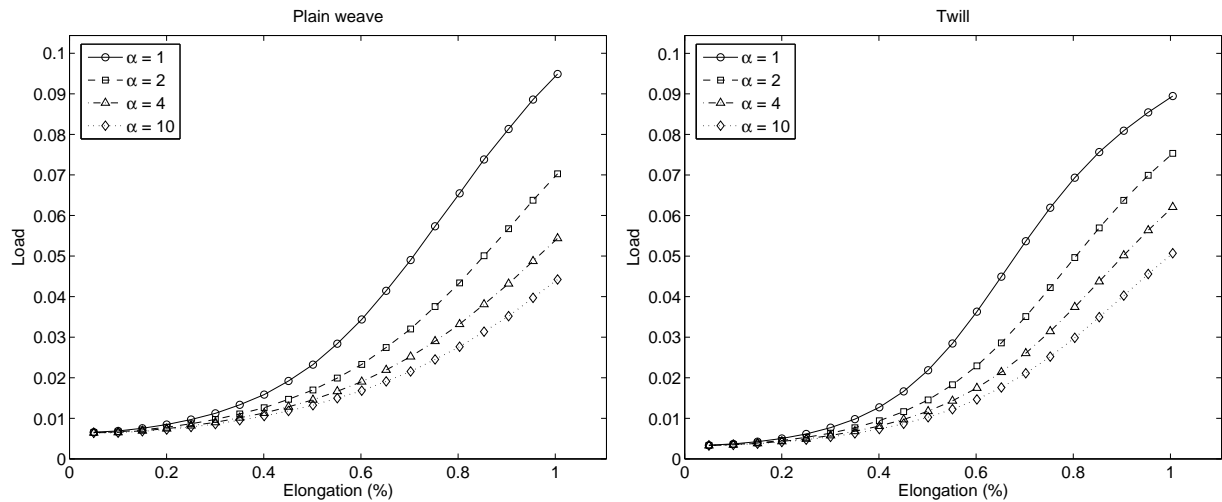 Plain weave
0.1
0.09
0.08
0.07
0.06
0.05
0.04
0.03
0.02
0.01
0
Load
α = 1
α = 2
α = 4
α = 10
0 0.2 0.4 0.6 0.8 1
Elongation (%)
Twill
0.1
0.09
0.08
0.07
0.06
0.05
0.04
0.03
0.02
0.01
0
Load
α = 1
α = 2
α = 4
α = 10
0 0.2 0.4 0.6 0.8 1
Elongation (%)